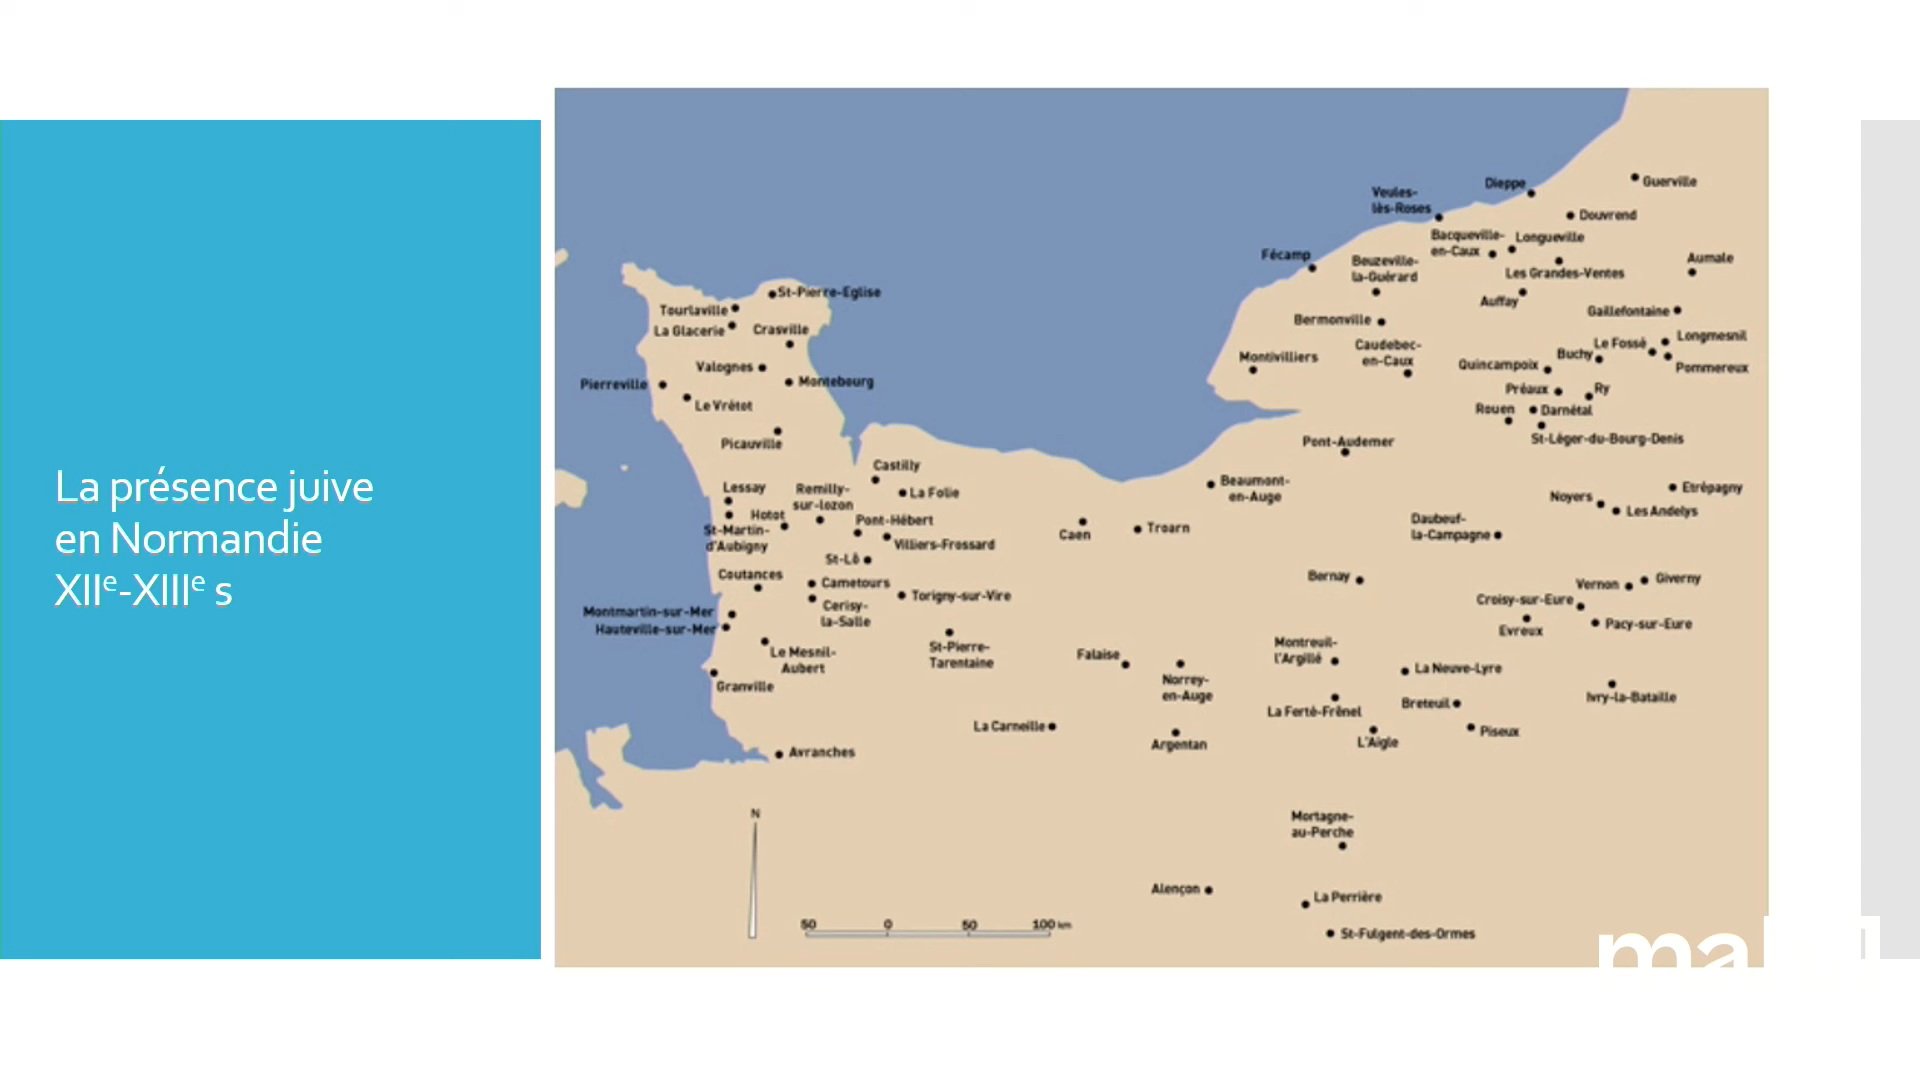 La présence juive
en Normandie
XIIe-XIIIe s
Dieppe
Guerville
Veules-
lès-Roses
Douvrend
Bacqueville-
en-Caux
Longueville
Fécamp
Beuzeville-
la-Guérard
Les Grandes-Ventes
Aumale
St-Pierre-Eglise
Auffay
Tourlaville
Gaillefontaine
La Glacerie
Crasville
Bermonville
Longmesnil
Le Fossé
Caudebec-
en-Caux
Montivilliers
Buchy
Valognes
Quincampoix
Pommereux
Pierreville
Montebourg
Préaux
Ry
Le Vrétot
Rouen
Darnétal
Picauville
Pont-Audemer
St-Léger-du-Bourg-Denis
Castilly
Lessay
Remilly-
sur-lozon
La Folie
Beaumont-
en-Auge
Etrépagny
Noyers
Les Andelys
Hotot
Pont-Hébert
St-Martin-
d'Aubigny
Caen
Troarn
Daubeuf-
la-Campagne
Villiers-Frossard
St-Lô
Coutances
Cametours
Bernay
Vernon
Giverny
Torigny-sur-Vire
Croisy-sur-Eure
Cerisy-
la-Salle
Montmartin-sur-Mer
Hauteville-sur-Mer
Evreux
Pacy-sur-Eure
Le Mesnil-
Aubert
St-Pierre-
Tarentaine
Falaise
Montreuil-
l'Argillé
La Neuve-Lyre
Granville
Norrey-
en-Auge
Ivry-la-Bataille
La Ferté-Frênel
Breteuil
La Carneille
Argentan
L'Aigle
Piseux
Avranches
N
Mortagne-
au-Perche
Alençon
La Perrière
50 0 50 100 km
St-Fulgent-des-Ormes